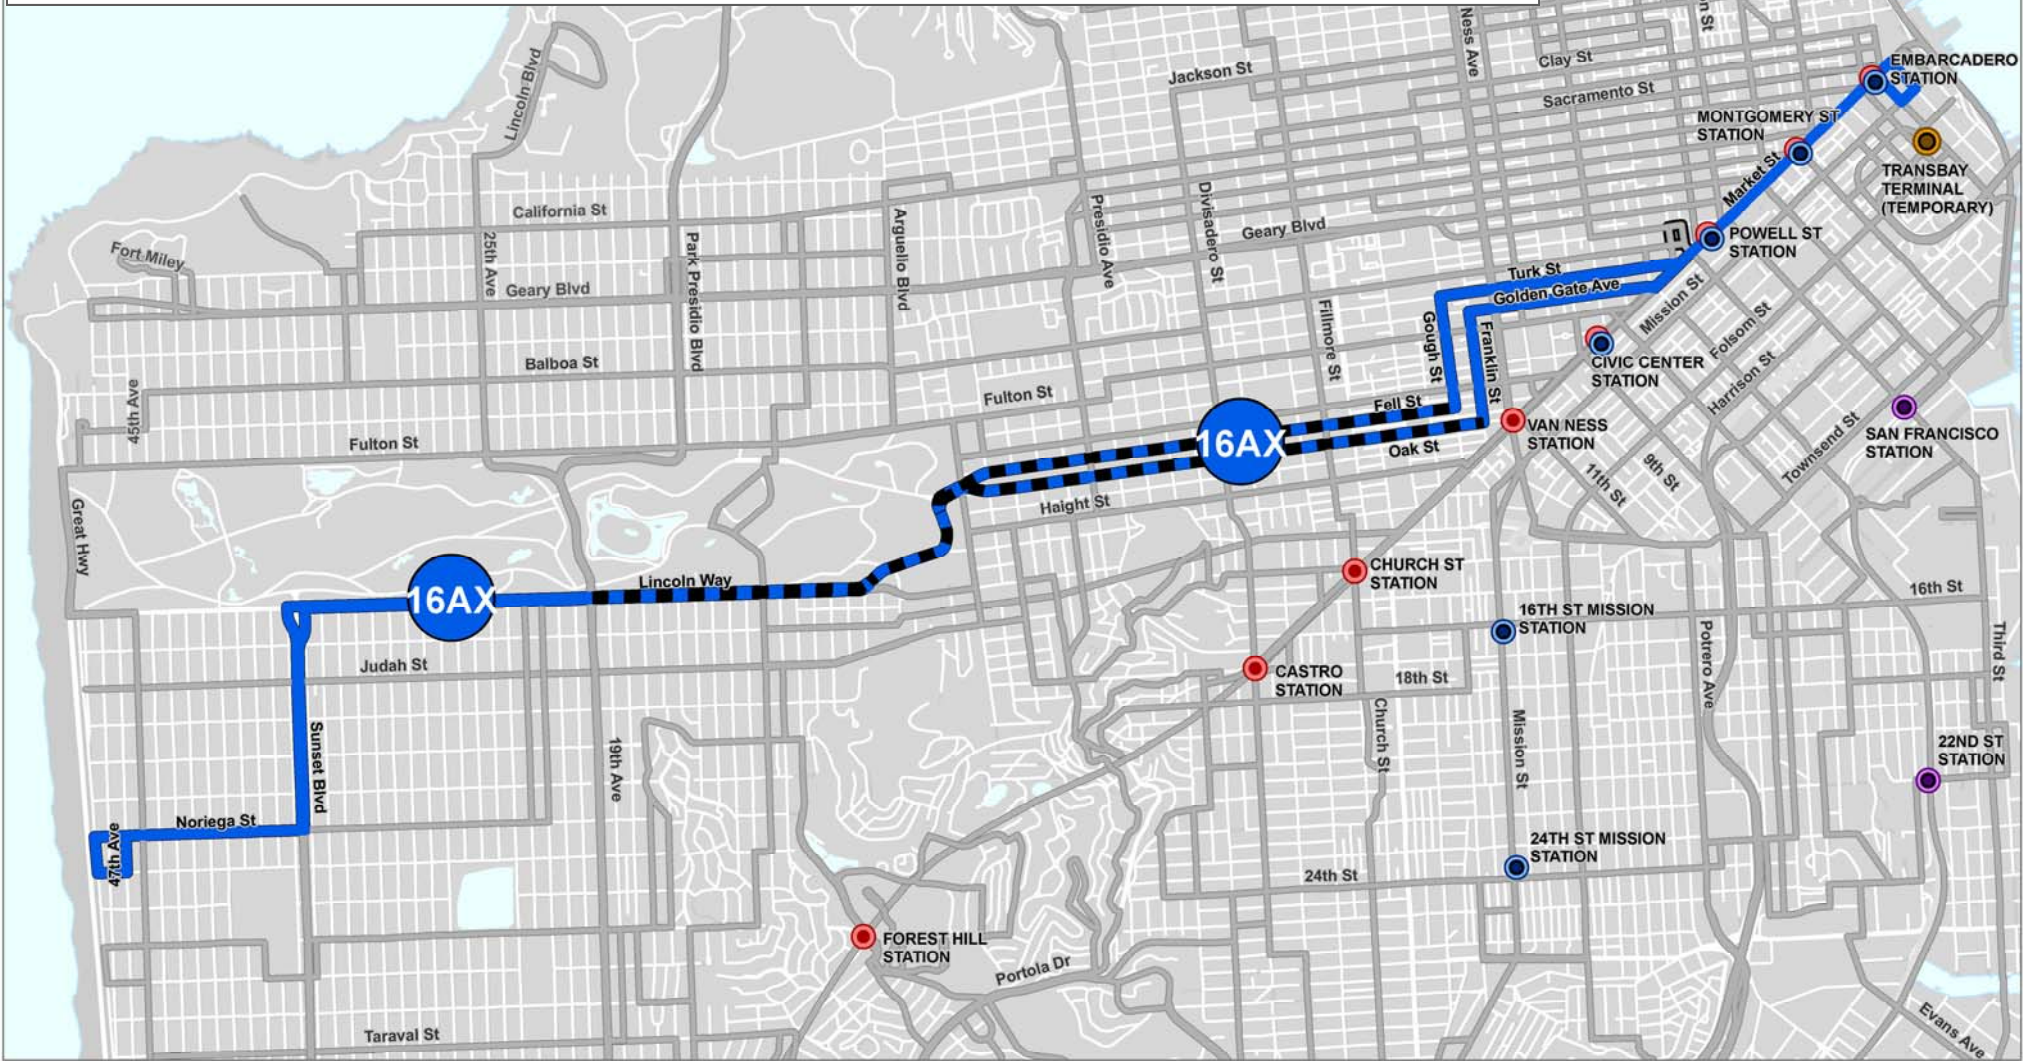 Ness Ave
on St
Lincoln Blvd
Jackson St
Clay St
Sacramento St
EMBARCADERO
STATION
MONTGOMERY ST
STATION
Market St
TRANSBAY
TERMINAL
(TEMPORARY)
California St
25th Ave
Park Presidio Blvd
Arguello Blvd
Presidio Ave
Divisadero St
Geary Blvd
POWELL ST
STATION
Fort Miley
Geary Blvd
Turk St
Golden Gate Ave
Mission St
Folsom St
Harrison St
Balboa St
Fillmore St
Gough St
Franklin St
CIVIC CENTER
STATION
45th Ave
Fulton St
Fulton St
Fell St
16AX
Oak St
VAN NESS
STATION
11th St
9th St
Townsend St
SAN FRANCISCO
STATION
Great Hwy
Haight St
16AX
Lincoln Way
CHURCH ST
STATION
16TH ST MISSION
STATION
16th St
Third St
Judah St
CASTRO
STATION
18th St
Potrero Ave
Church St
Mission St
Sunset Blvd
19th Ave
22ND ST
STATION
Noriega St
47th Ave
24TH ST MISSION
STATION
24th St
FOREST HILL
STATION
Portola Dr
Taraval St
Evans Ave